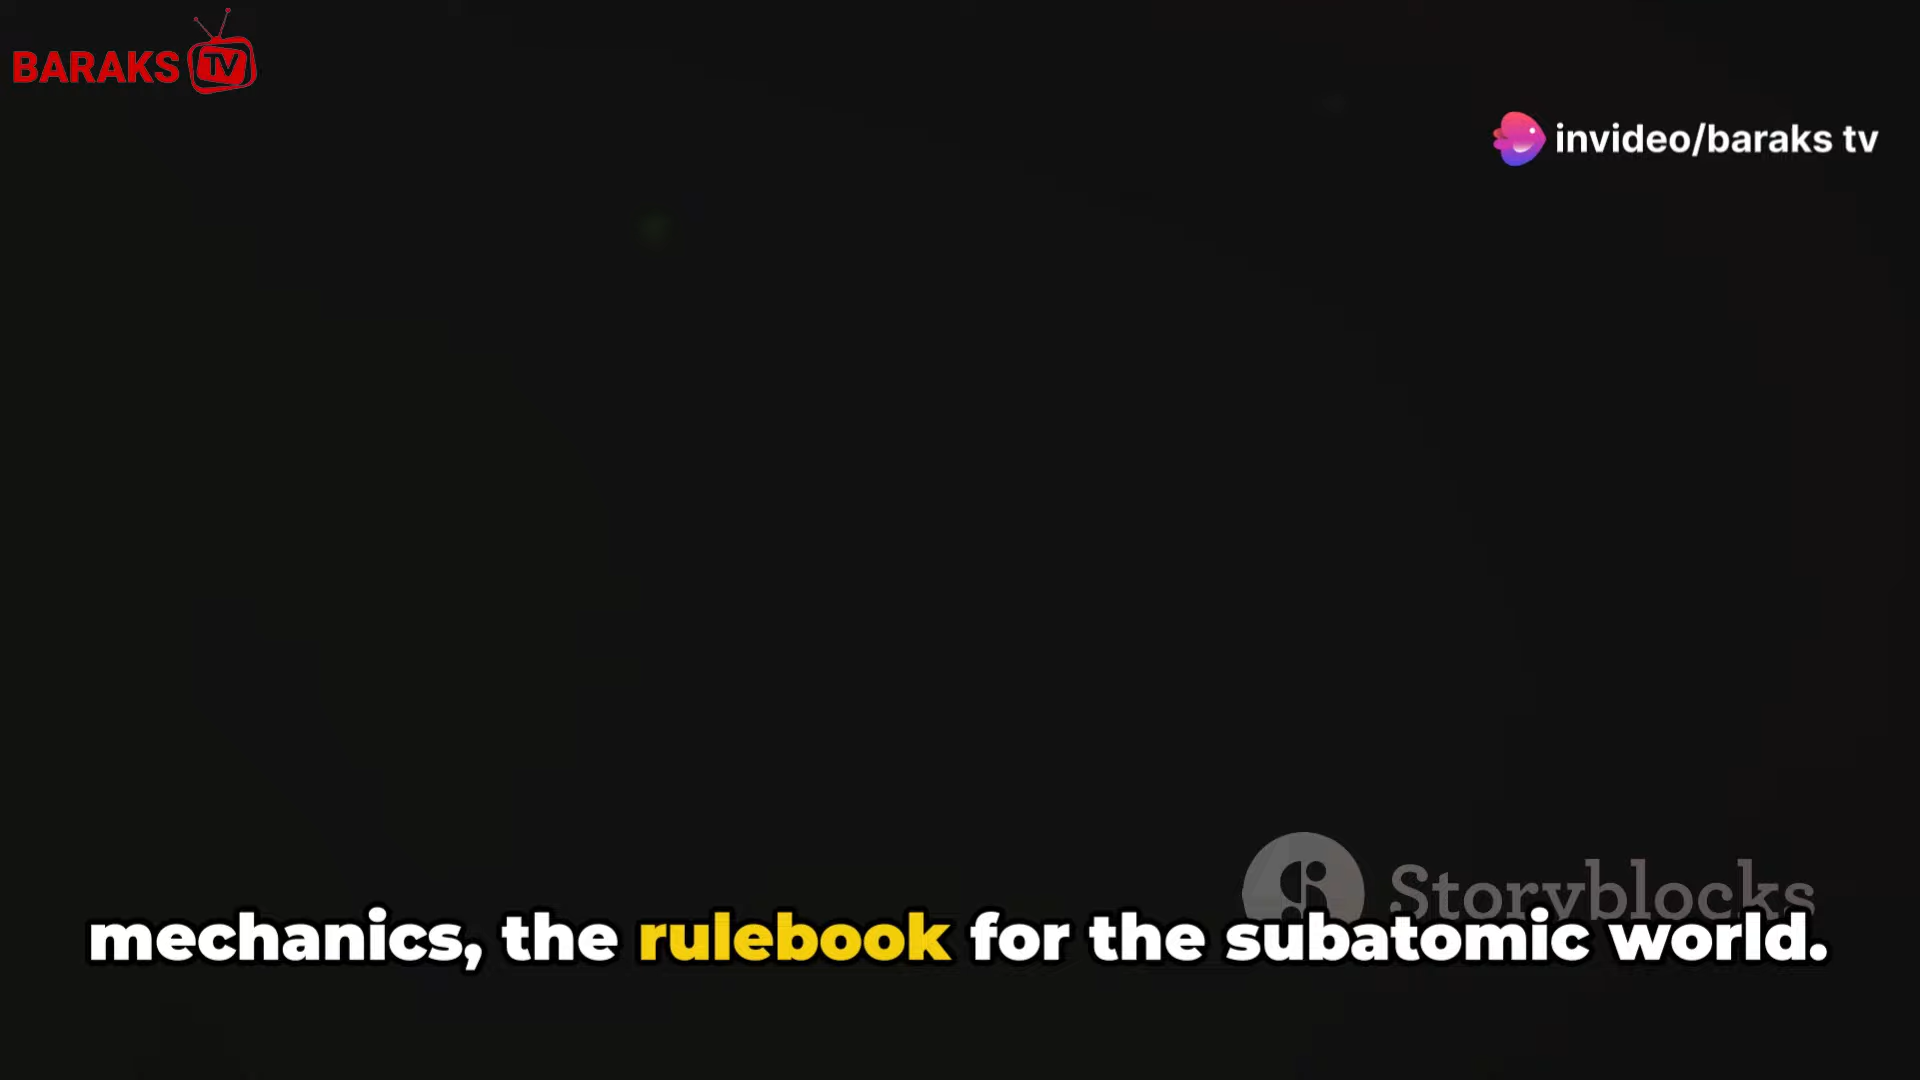 BARAKS TV
invideo/baraks tv
Storyblocks
mechanics, the rulebook for the subatomic world.